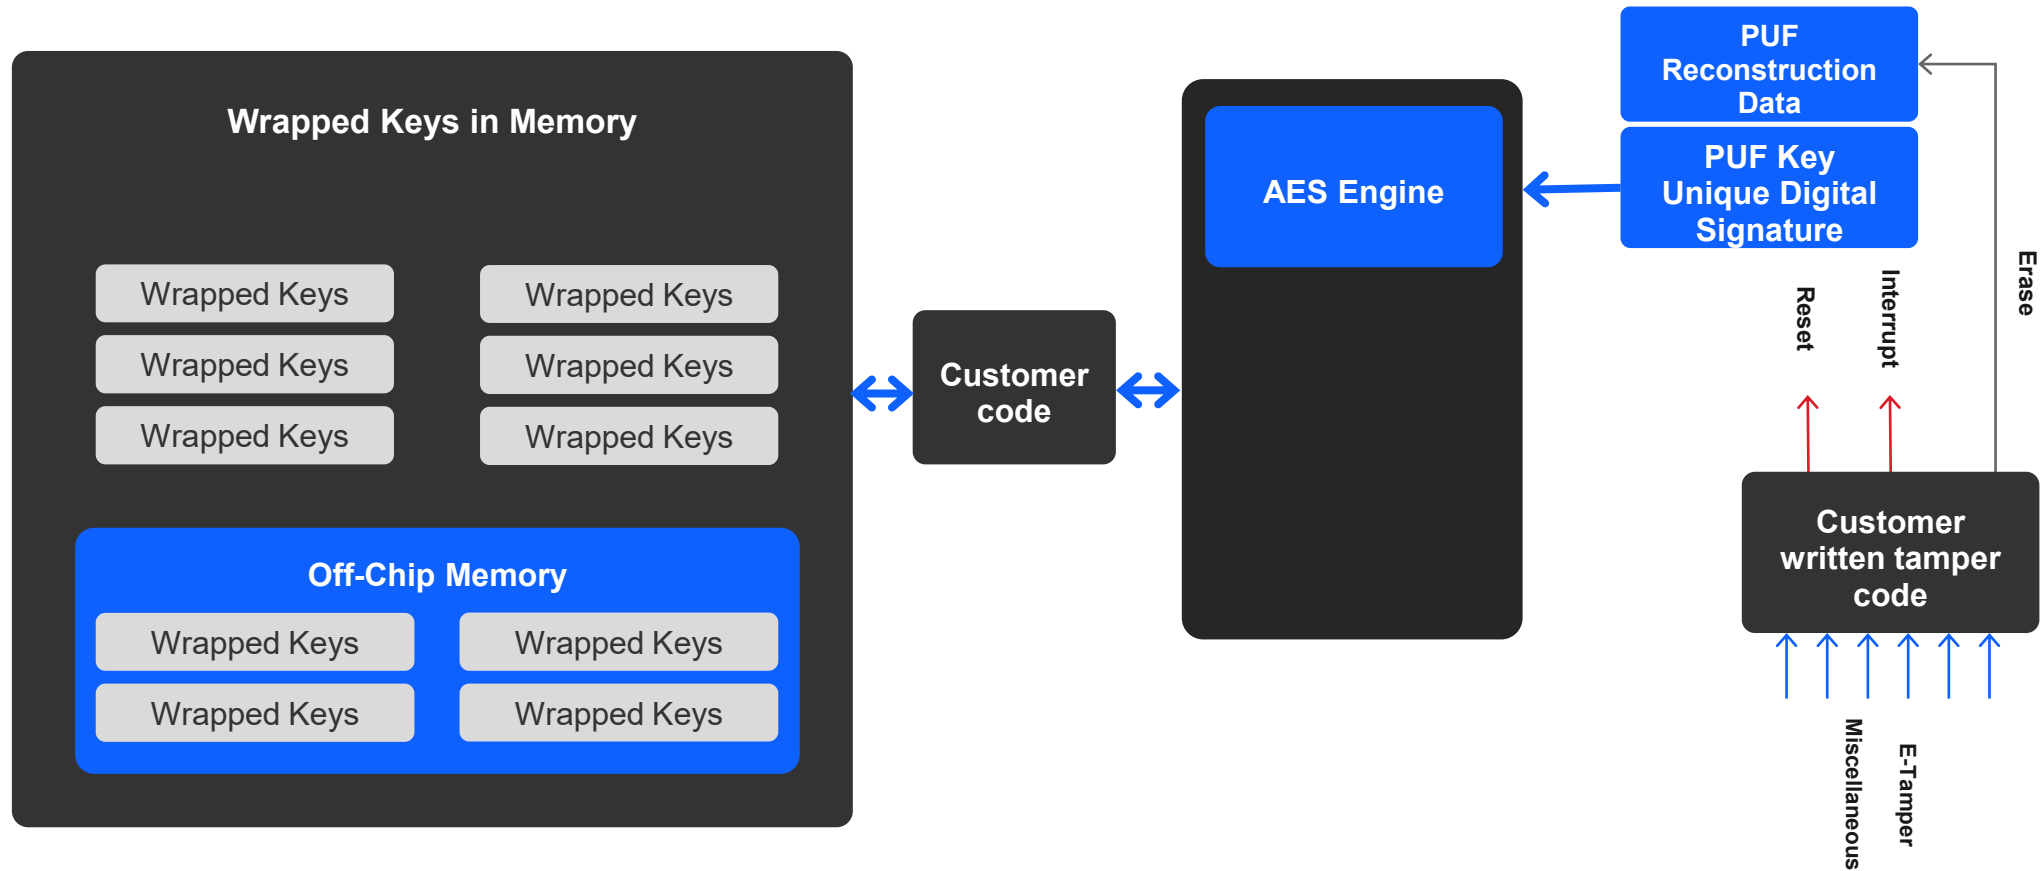 Wrapped Keys in Memory
Wrapped Keys
Wrapped Keys
Wrapped Keys
Wrapped Keys
Wrapped Keys
Wrapped Keys
Off-Chip Memory
Wrapped Keys
Wrapped Keys
Wrapped Keys
Wrapped Keys
Customer
code
AES Engine
PUF
Reconstruction
Data
PUF Key
Unique Digital
Signature
Reset
Interrupt
Erase
Customer
written tamper
code
Miscellaneous
E-Tamper